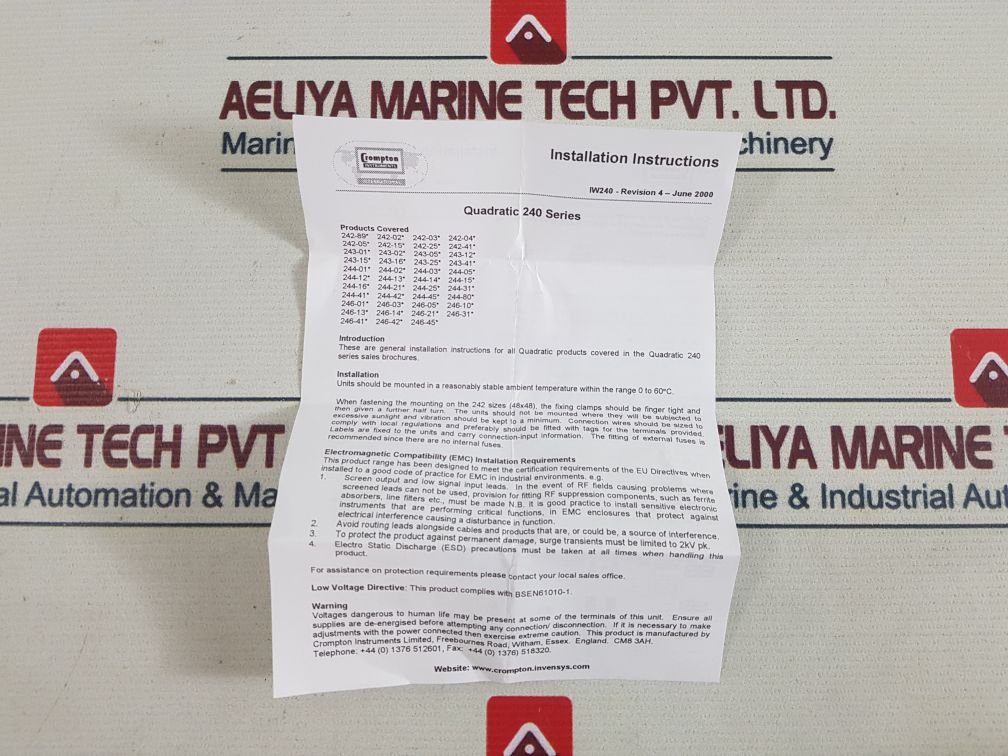 AELIYA MARINE TECH PVT. LTD.
Marin chinery
Crompton
INSTRUMENTS
INTERNATIONAL
Installation Instructions
IW240 - Revision 4 – June 2000
Quadratic 240 Series
Products Covered
242-89* 242-02* 242-03* 242-04*
242-05* 242-15* 242-25* 242-41*
243-01* 243-02* 243-05* 243-12*
243-15* 243-16* 243-25* 243-41*
244-01* 244-02* 244-03* 244-05*
244-12* 244-13* 244-14* 244-15*
244-16* 244-21* 244-25* 244-31*
244-41* 244-42* 244-45* 244-80*
246-01* 246-03* 246-05* 246-10*
246-13* 246-14* 246-21* 246-31*
246-41* 246-42* 246-45*
Introduction
These are general installation instructions for all Quadratic products covered in the Quadratic 240
series sales brochures.
Installation
Units should be mounted in a reasonably stable ambient temperature within the range 0 to 60°C.
When fastening the mounting on the 242 sizes (48x48), the fixing clamps should be finger tight and
then given a further half turn. The units should not be mounted where they will be subjected to
excessive sunlight and vibration should be kept to a minimum. Connection wires should be sized to
comply with local regulations and preferably should be fitted with tags for the terminals provided.
Labels are fixed to the units and carry connection-input information. The fitting of external fuses is
recommended since there are no internal fuses.
Electromagnetic Compatibility (EMC) Installation Requirements
This product range has been designed to meet the certification requirements of the EU Directives when
installed to a good code of practice for EMC in industrial environments, e.g.
1. Screen output and low signal input leads. In the event of RF fields causing problems where
screened leads can not be used, provision for fitting RF suppression components, such as ferrite
absorbers, line filters etc., must be made N.B. It is good practice to install sensitive electronic
instruments that are performing critical functions, in EMC enclosures that protect against
electrical interference causing a disturbance in function.
2. Avoid routing leads alongside cables and products that are, or could be, a source of interference.
3. To protect the product against permanent damage, surge transients must be limited to 2kV pk.
4. Electro Static Discharge (ESD) precautions must be taken at all times when handling this
product.
For assistance on protection requirements please contact your local sales office.
Low Voltage Directive: This product complies with BSEN61010-1.
Warning
Voltages dangerous to human life may be present at some of the terminals of this unit. Ensure all
supplies are de-energised before attempting any connection/ disconnection. If it is necessary to make
adjustments with the power connected then exercise extreme caution. This product is manufactured by
Crompton Instruments Limited, Freebournes Road, Witham, Essex. England. CM8 3AH.
Telephone: +44 (0) 1376 512601, Fax: +44 (0) 1376) 518320.
Website: www.crompton.invensys.com
INE TECH PVT
ELIYA MARINE T
al Automation & Ma
rine & Industrial Aut